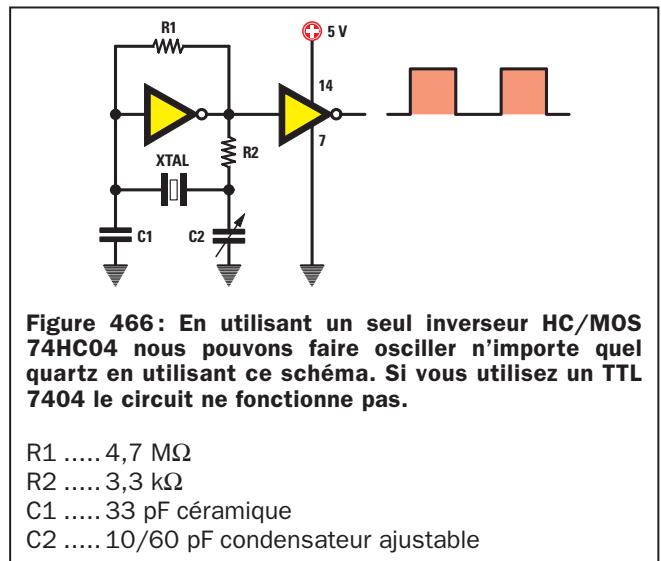 R1
5 V
14
7
R2
XTAL
C1
C2
Figure 466: En utilisant un seul inverseur HC/MOS
74HC04 nous pouvons faire osciller n'importe quel
quartz en utilisant ce schéma. Si vous utilisez un TTL
7404 le circuit ne fonctionne pas.
R1 ..... 4,7 MΩ
R2 ..... 3,3 kΩ
C1 ..... 33 pF céramique
C2 ..... 10/60 pF condensateur ajustable